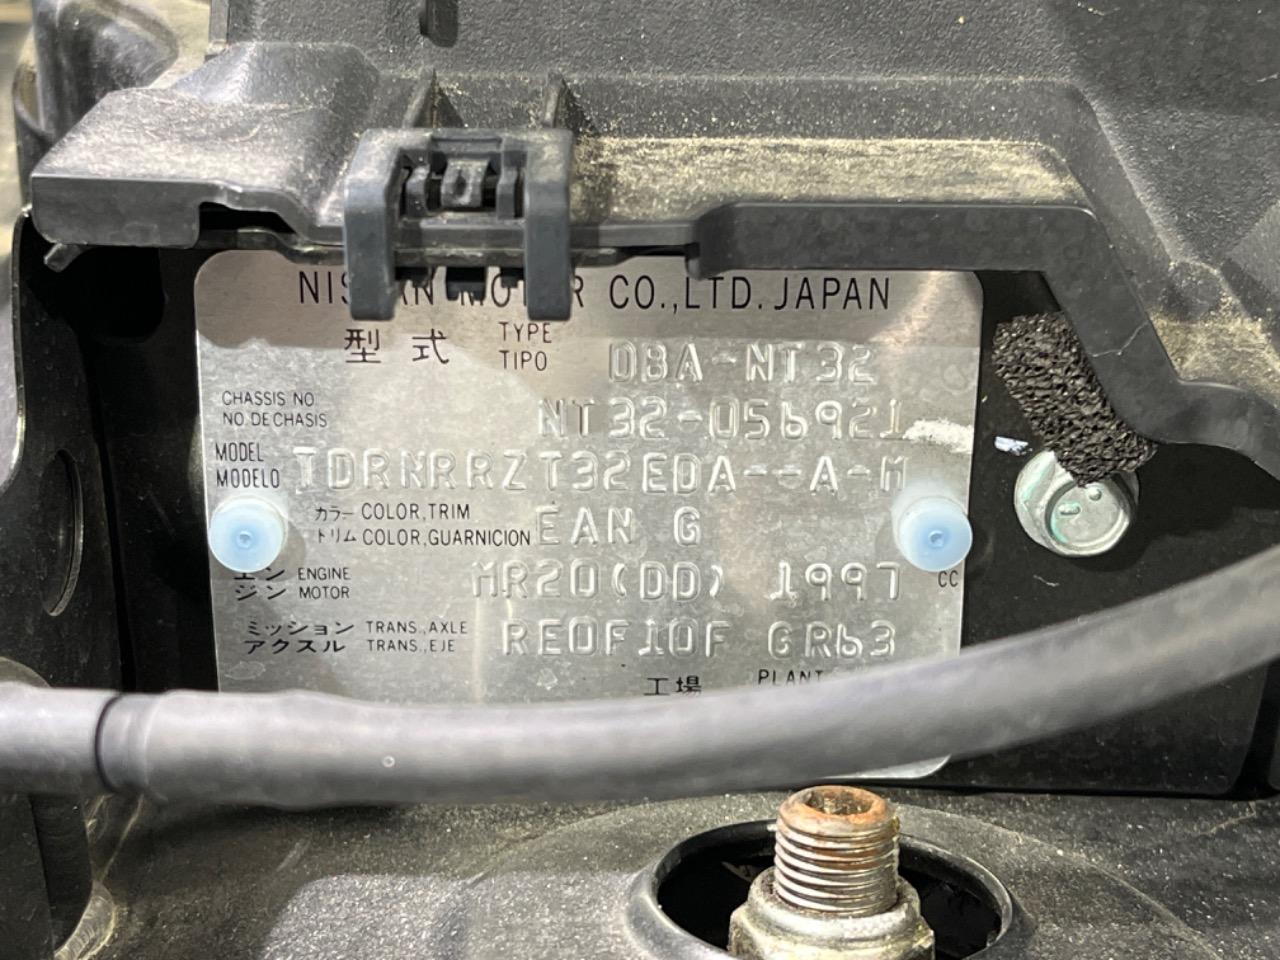 NISSAN MOTOR CO.,LTD. JAPAN
型式 TYPE TIPO DBA-NT32
CHASSIS NO. NO. DE CHASIS NT32-056921
MODEL MODELO TDRNRRZT32EDA--A-M
カラー COLOR,TRIM
トリム COLOR,GUARNICION EAN G
エンジン ENGINE MOTOR MR20(DD) 1997 CC
ミッション TRANS.,AXLE
アクスル TRANS.,EJE RE0F10F GR63
工場 PLANT